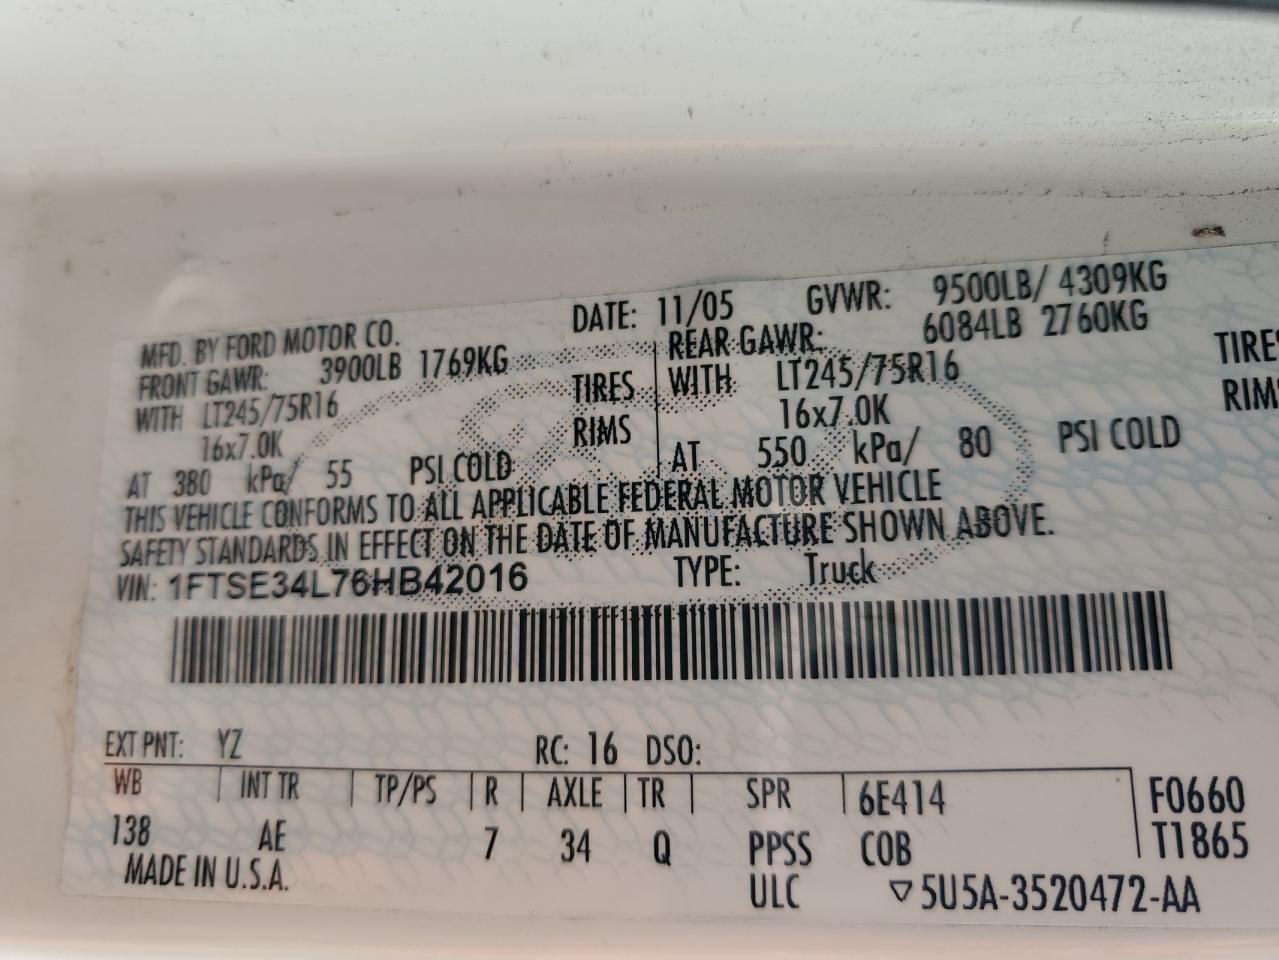 MFD. BY FORD MOTOR CO. DATE: 11/05 GVWR: 9500LB/ 4309KG
FRONT GAWR: 3900LB 1769KG REAR GAWR: 6084LB 2760KG
WITH LT245/75R16 TIRES WITH LT245/75R16 TIRES
16x7.0K RIMS 16x7.0K RIMS
AT 380 kPa/ 55 PSI COLD AT 550 kPa/ 80 PSI COLD
THIS VEHICLE CONFORMS TO ALL APPLICABLE FEDERAL MOTOR VEHICLE
SAFETY STANDARDS IN EFFECT ON THE DATE OF MANUFACTURE SHOWN ABOVE.
VIN: 1FTSE34L76HB42016 TYPE: Truck
EXT PNT: YZ RC: 16 DSO:
WB | INT TR | TP/PS | R | AXLE | TR | SPR | 6E414 F0660
138 AE 7 34 Q PPSS COB T1865
MADE IN U.S.A. ULC ▽5U5A-3520472-AA